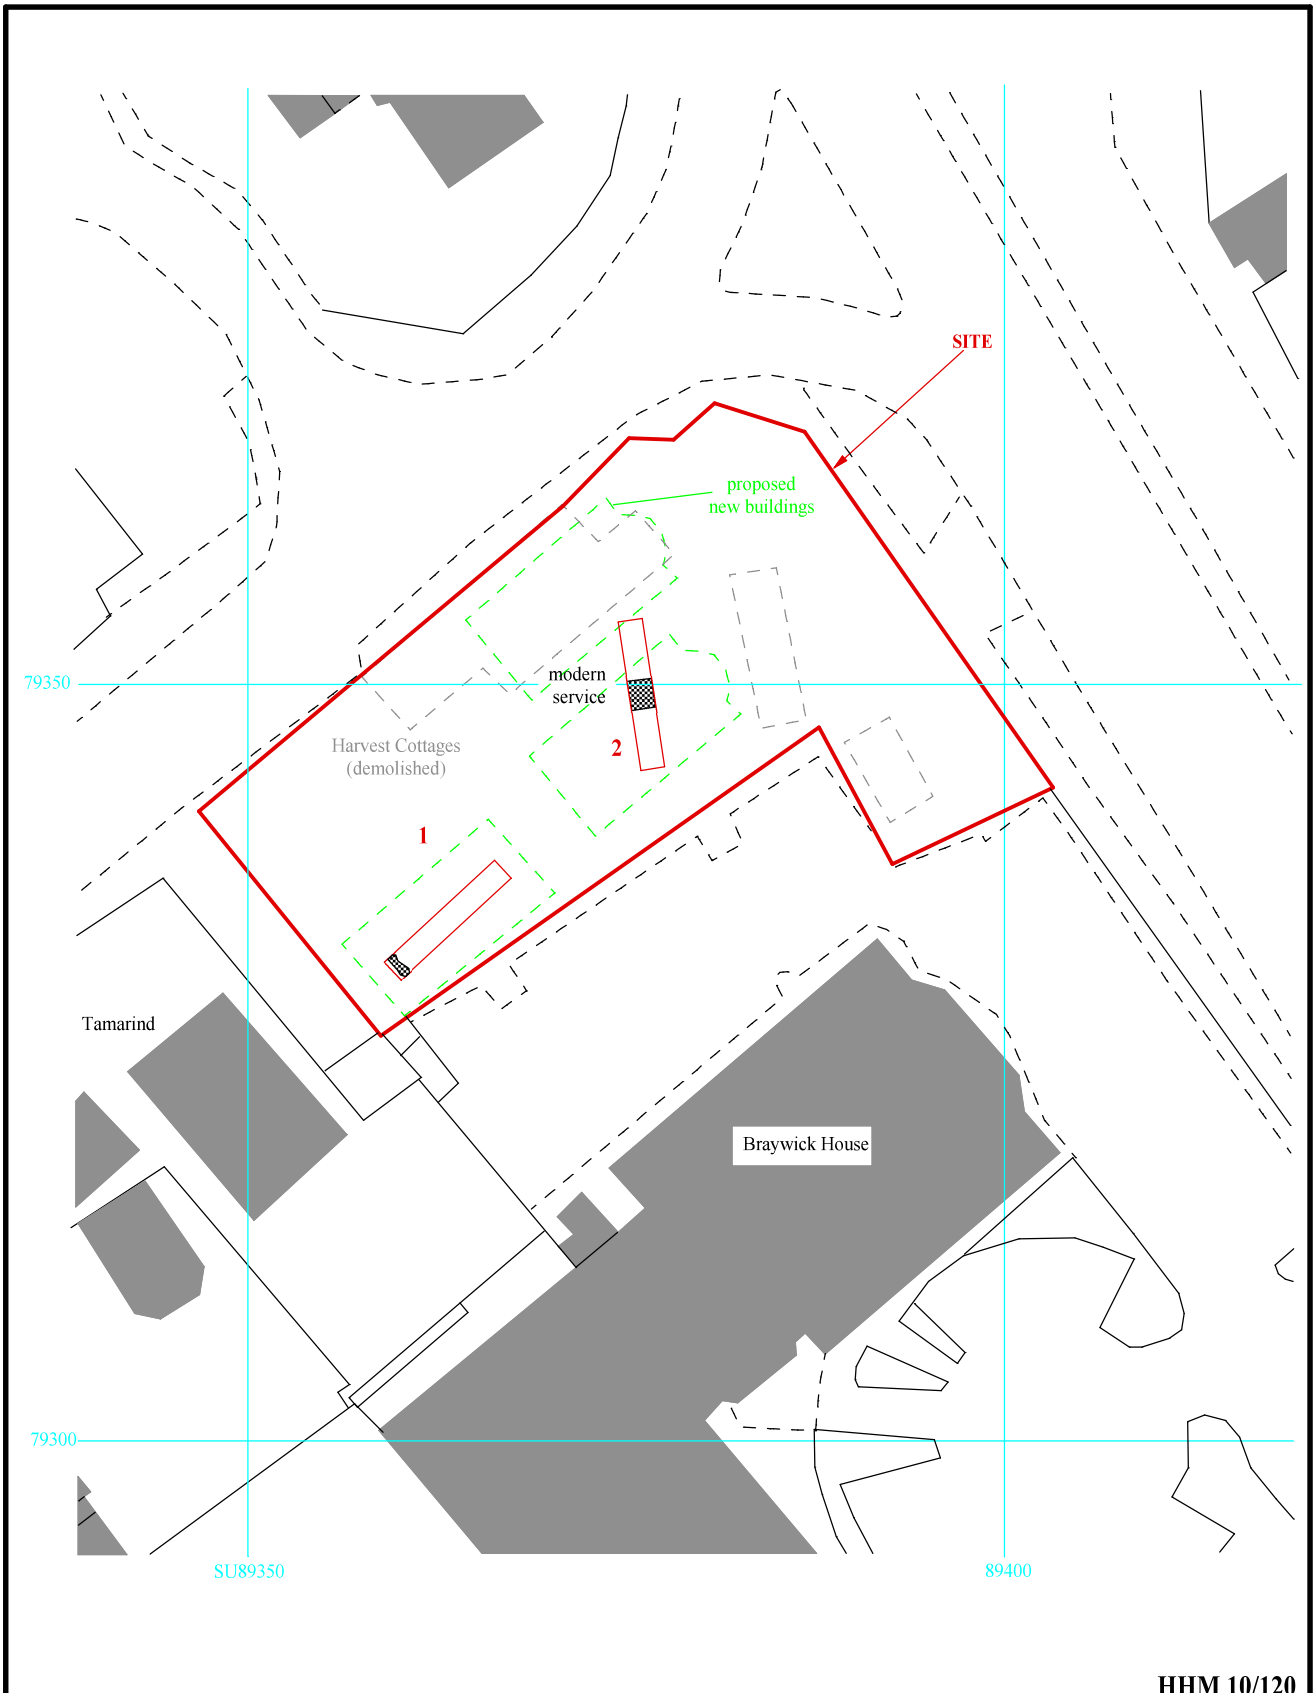 SITE
proposed
new buildings
79350
modern
service
2
Harvest Cottages
(demolished)
1
Tamarind
Braywick House
79300
SU89350
89400
HHM 10/120